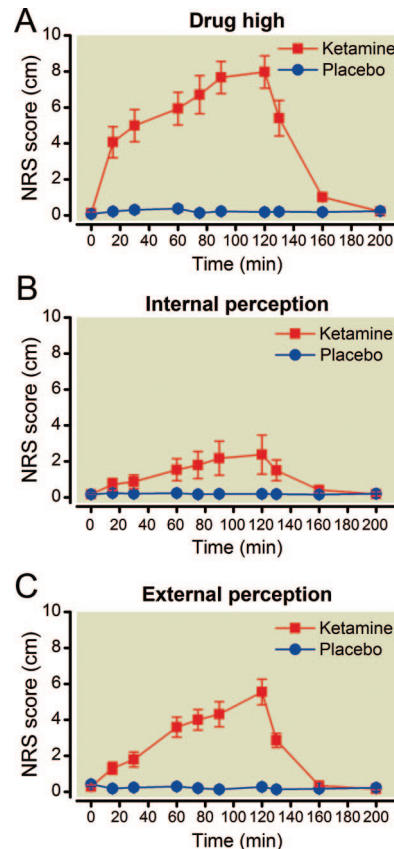 A
Drug high
10
8
6
4
2
0
NRS score (cm)
Ketamine
Placebo
0 20 40 60 80 100 120 140 160 180 200
Time (min)
B
Internal perception
10
8
6
4
2
0
NRS score (cm)
Ketamine
Placebo
0 20 40 60 80 100 120 140 160 180 200
Time (min)
C
External perception
10
8
6
4
2
0
NRS score (cm)
Ketamine
Placebo
0 20 40 60 80 100 120 140 160 180 200
Time (min)